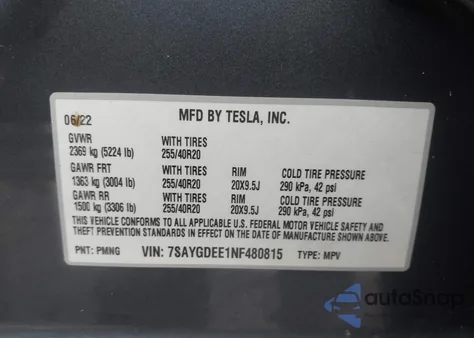 06/22 MFD BY TESLA, INC.
GVWR WITH TIRES
2369 kg (5224 lb) 255/40R20
GAWR FRT WITH TIRES RIM COLD TIRE PRESSURE
1363 kg (3004 lb) 255/40R20 20X9.5J 290 kPa, 42 psi
GAWR RR WITH TIRES RIM COLD TIRE PRESSURE
1500 kg (3306 lb) 255/40R20 20X9.5J 290 kPa, 42 psi
THIS VEHICLE CONFORMS TO ALL APPLICABLE U.S. FEDERAL MOTOR VEHICLE SAFETY AND
THEFT PREVENTION STANDARDS IN EFFECT ON THE DATE OF MANUFACTURE SHOWN ABOVE.
PNT: PMNG VIN: 7SAYGDEE1NF480815 TYPE: MPV
autoSnap